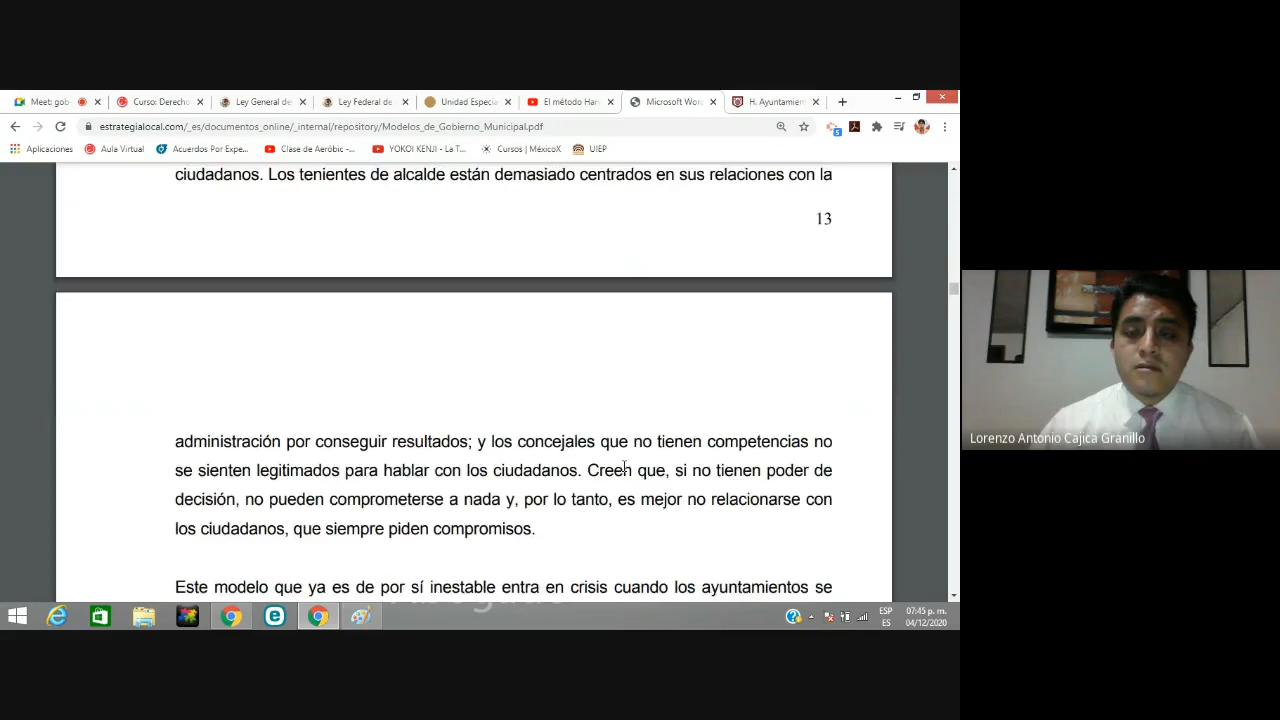 Meet: gob
Curso: Derecho
Ley General de
Ley Federal de
Unidad Especia
El método Har
Microsoft Wor
H. Ayuntamien
estrategialocal.com/_es/documentos_online/_internal/repository/Modelos_de_Gobierno_Municipal.pdf
5
Aplicaciones
Aula Virtual
Acuerdos Por Expe...
Clase de Aeróbic -...
YOKOI KENJI - La T...
Cursos | MéxicoX
UIEP
ciudadanos. Los tenientes de alcalde están demasiado centrados en sus relaciones con la
13
administración por conseguir resultados; y los concejales que no tienen competencias no
se sienten legitimados para hablar con los ciudadanos. Creen que, si no tienen poder de
decisión, no pueden comprometerse a nada y, por lo tanto, es mejor no relacionarse con
los ciudadanos, que siempre piden compromisos.
Este modelo que ya es de por sí inestable entra en crisis cuando los ayuntamientos se
Lorenzo Antonio Cajica Granillo
ESP
ES
07:45 p. m.
04/12/2020